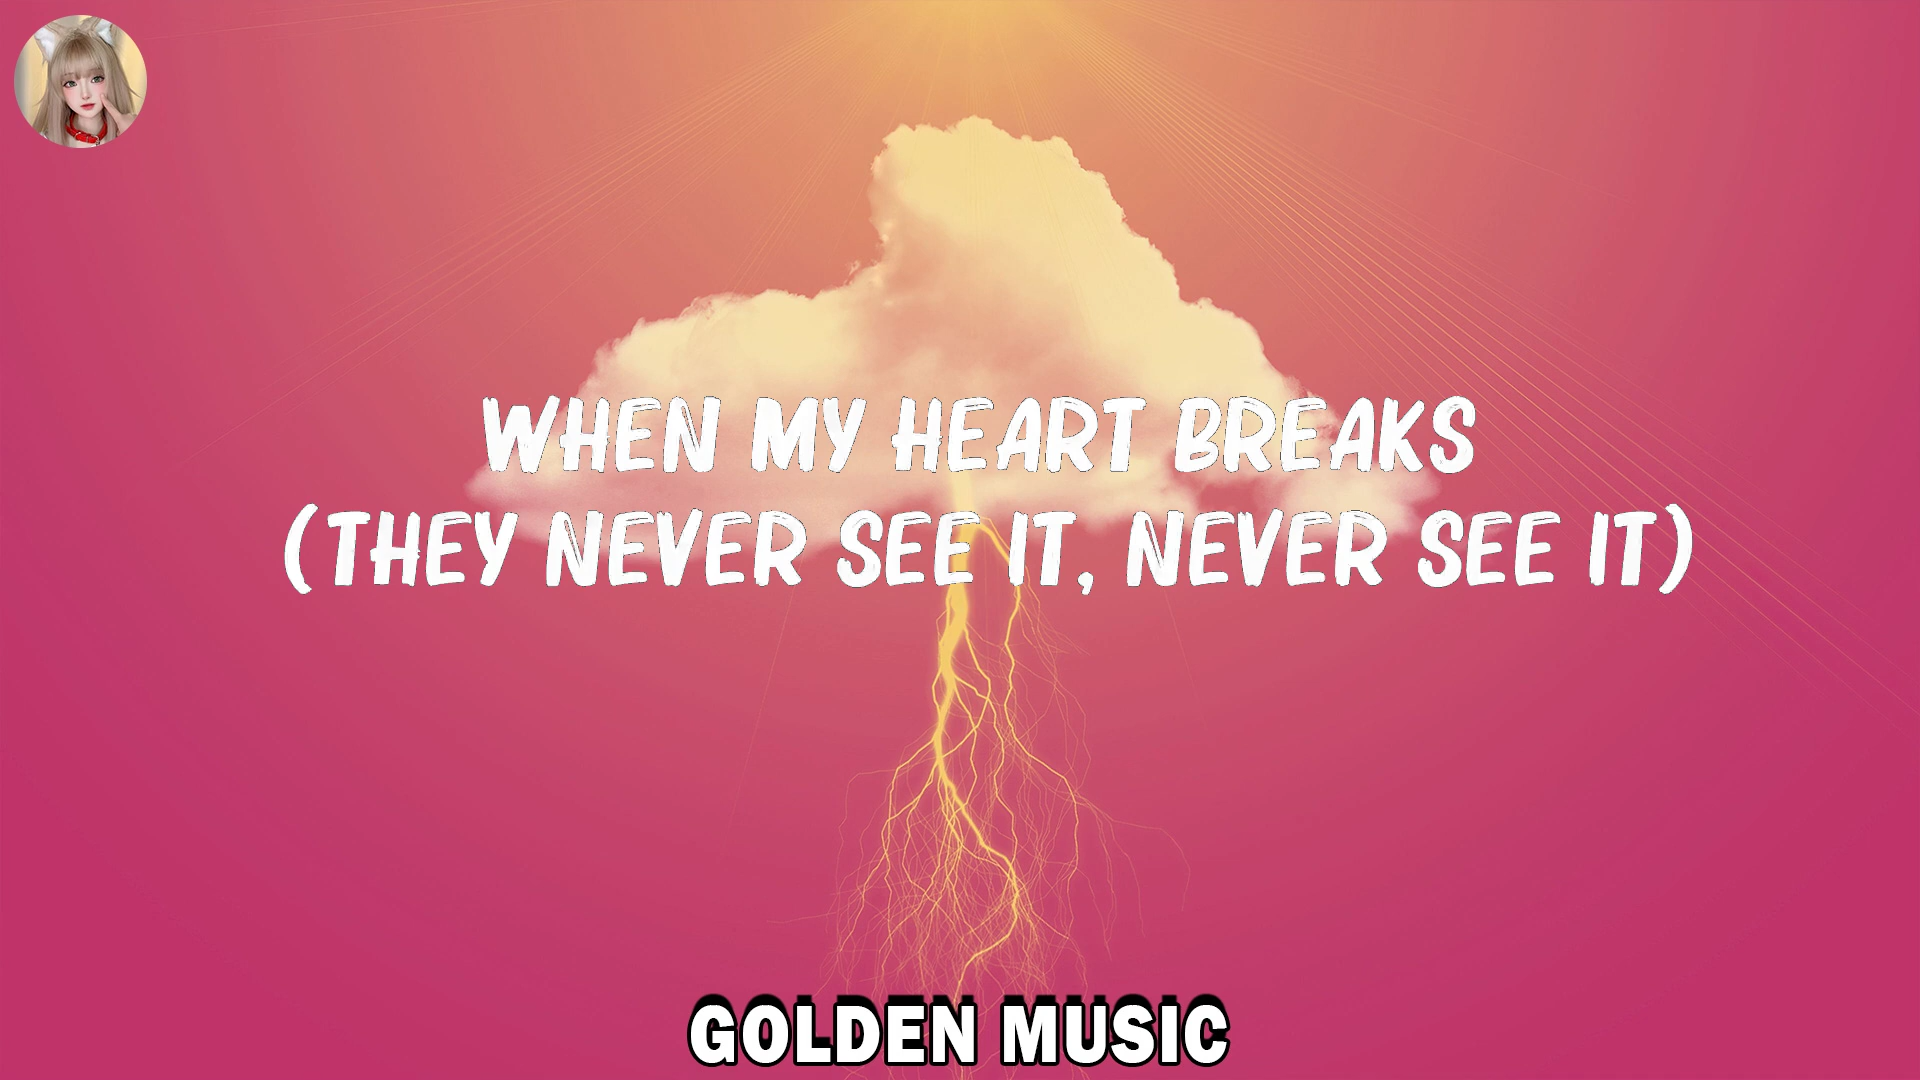 WHEN MY HEART BREAKS
(THEY NEVER SEE IT, NEVER SEE IT)
GOLDEN MUSIC